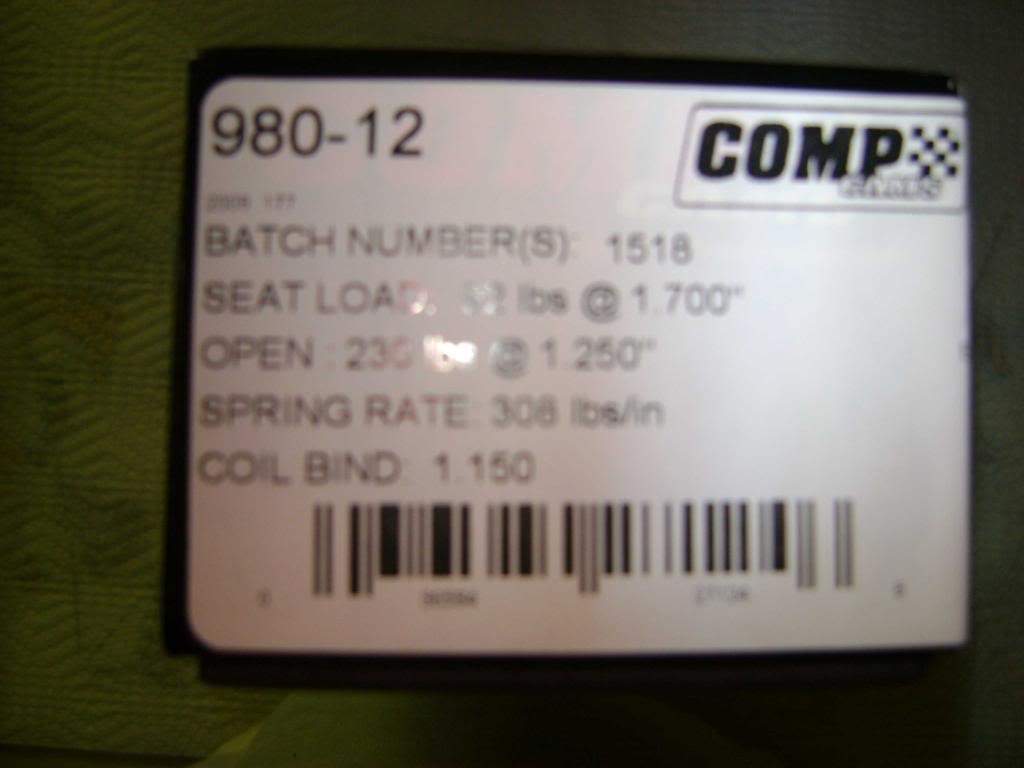 980-12
COMP
CAMS
BATCH NUMBER(S): 1518
SEAT LOAD: lbs @ 1.700"
OPEN : lbs @ 1.250"
SPRING RATE: 308 lbs/in
COIL BIND: 1.150